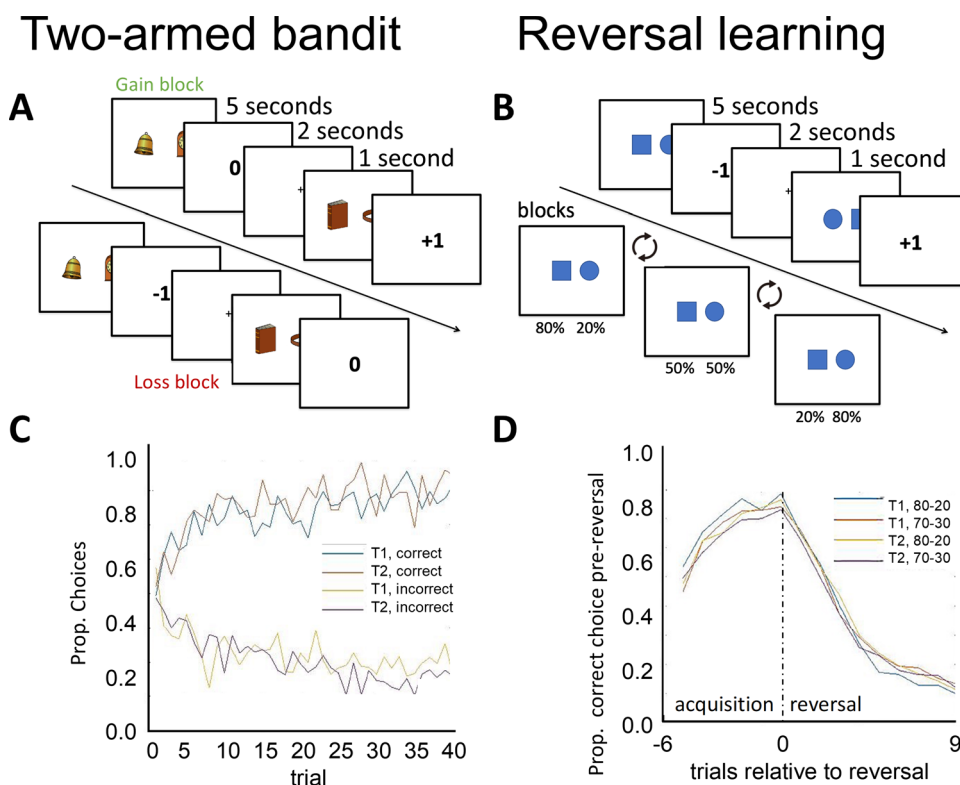 Two-armed bandit
Reversal learning
A
Gain block
5 seconds
2 seconds
1 second
0
+1
-1
0
Loss block
B
5 seconds
2 seconds
1 second
-1
+1
blocks
80% 20%
50% 50%
20% 80%
C
1.0
0.8
0.6
0.4
0.2
0.0
Prop. Choices
T1, correct
T2, correct
T1, incorrect
T2, incorrect
0 5 10 15 20 25 30 35 40
trial
D
1.0
0.8
0.6
0.4
0.2
0.0
Prop. correct choice pre-reversal
T1, 80-20
T1, 70-30
T2, 80-20
T2, 70-30
acquisition reversal
-6 0 9
trials relative to reversal